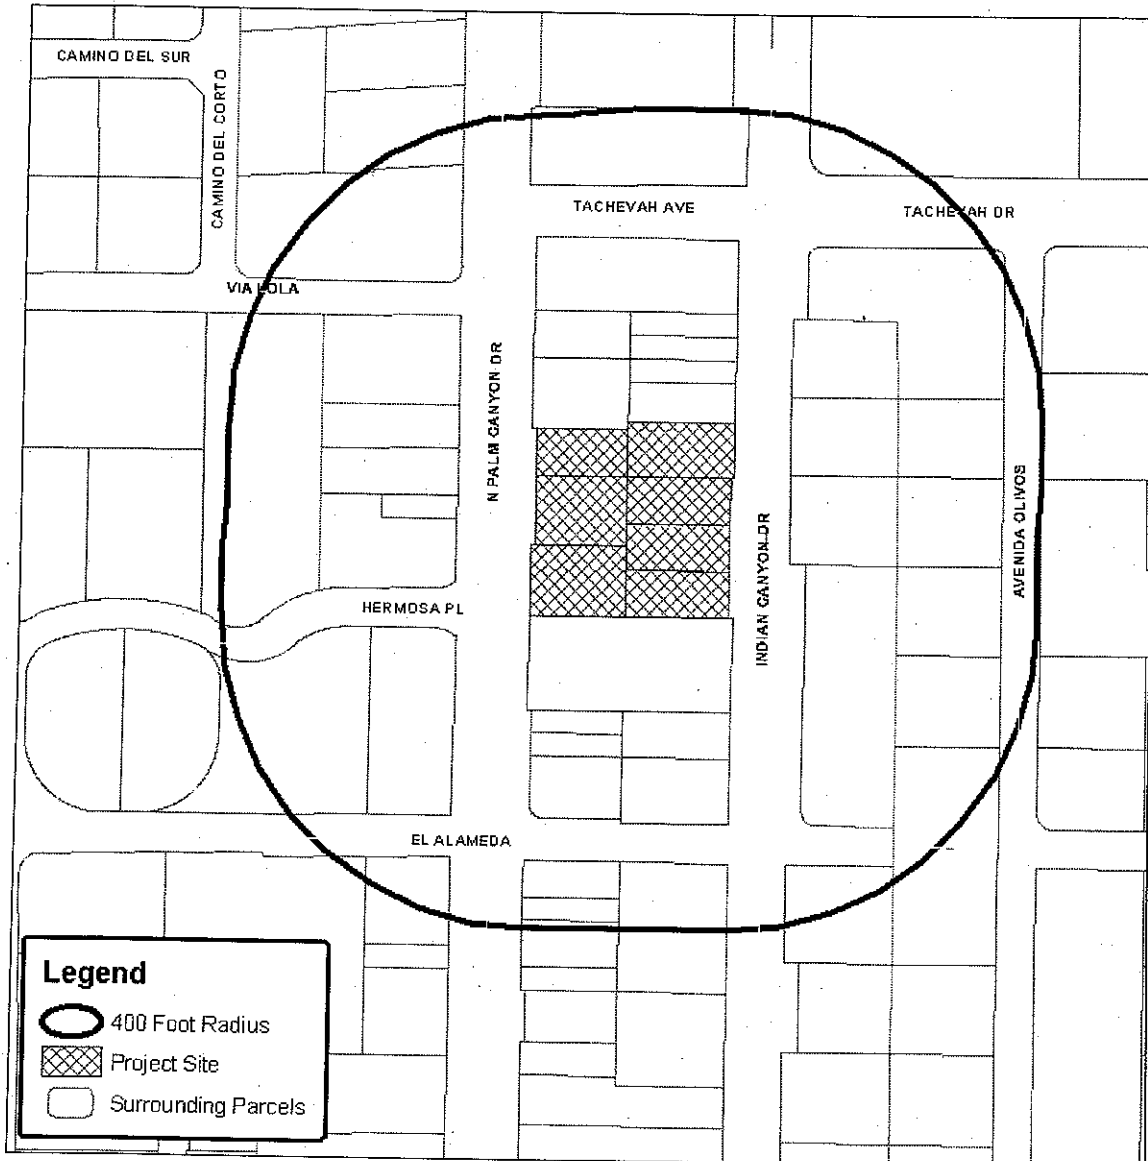 CAMINO DEL SUR
CAMINO DEL CORTO
TACHEVAH AVE
TACHEVAH DR
VIA LOLA
N PALM CANYON DR
AVENIDA OLIVOS
INDIAN CANYON DR
HERMOSA PL
EL ALAMEDA
Legend
400 Foot Radius
Project Site
Surrounding Parcels